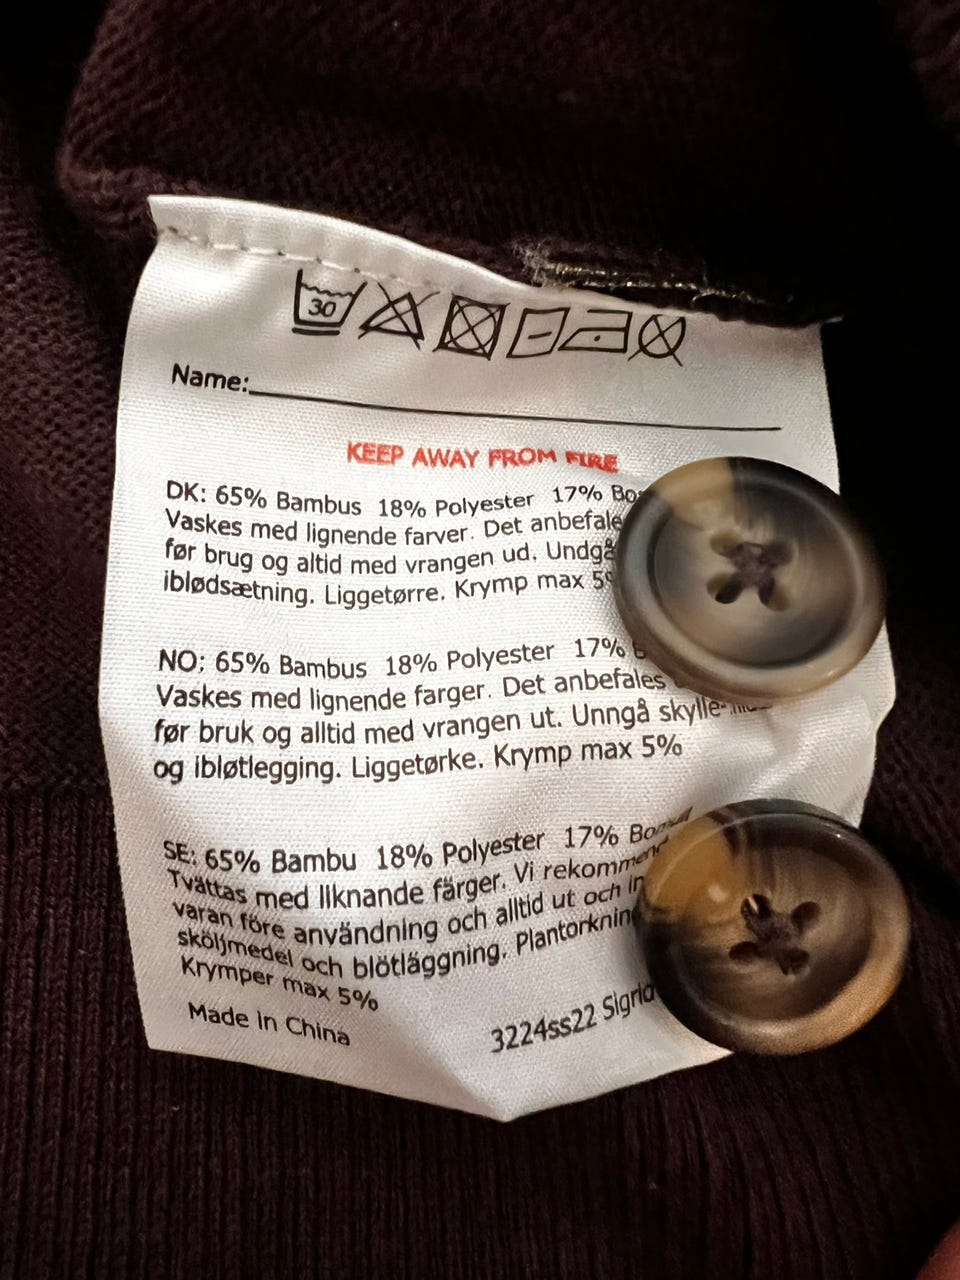 30
Name:
KEEP AWAY FROM FIRE
DK: 65% Bambus 18% Polyester 17%
Vaskes med lignende farver. Det
før brug og altid med vrangen ud.
iblødsætning. Liggetørre. Krymp max
NO: 65% Bambus 18% Polyester 17%
Vaskes med lignende farger. Det anbefales
før bruk og alltid med vrangen ut. Unngå
og ibløtlegging. Liggetørke. Krymp max 5%
SE: 65% Bambu 18% Polyester 17% Bomull
Tvättas med liknande färger. Vi
varan före användning och alltid ut och
sköljmedel och blötläggning.
Krymper max 5%
Made in China
3224ss22 Sigrid